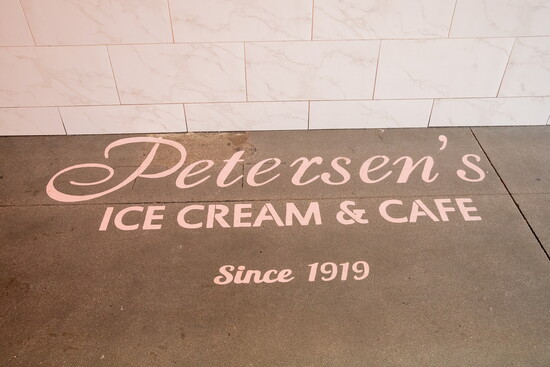 Petersen's
ICE CREAM & CAFE
Since 1919